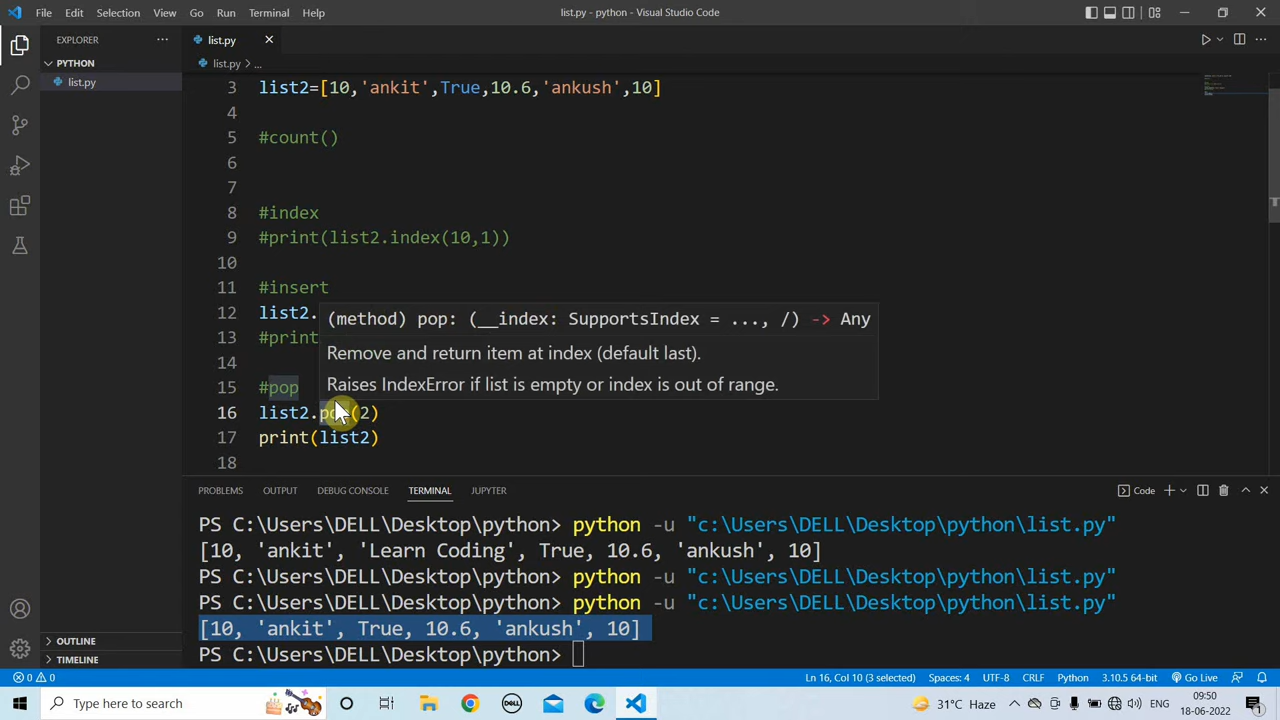 File Edit Selection View Go Run Terminal Help list.py - python - Visual Studio Code
EXPLORER
PYTHON
list.py
OUTLINE
TIMELINE
list.py
list.py > ...
3 list2=[10,'ankit',True,10.6,'ankush',10]
4
5 #count()
6
7
8 #index
9 #print(list2.index(10,1))
10
11 #insert
12 list2.
13 #print
14
15 #pop
16 list2.pop(2)
17 print(list2)
18
(method) pop: (__index: SupportsIndex = ..., /) -> Any
Remove and return item at index (default last).
Raises IndexError if list is empty or index is out of range.
PROBLEMS OUTPUT DEBUG CONSOLE TERMINAL JUPYTER Code
PS C:\Users\DELL\Desktop\python> python -u "c:\Users\DELL\Desktop\python\list.py"
[10, 'ankit', 'Learn Coding', True, 10.6, 'ankush', 10]
PS C:\Users\DELL\Desktop\python> python -u "c:\Users\DELL\Desktop\python\list.py"
PS C:\Users\DELL\Desktop\python> python -u "c:\Users\DELL\Desktop\python\list.py"
[10, 'ankit', True, 10.6, 'ankush', 10]
PS C:\Users\DELL\Desktop\python>
0 0 Ln 16, Col 10 (3 selected) Spaces: 4 UTF-8 CRLF Python 3.10.5 64-bit Go Live
Type here to search 31°C Haze ENG 09:50
18-06-2022 1